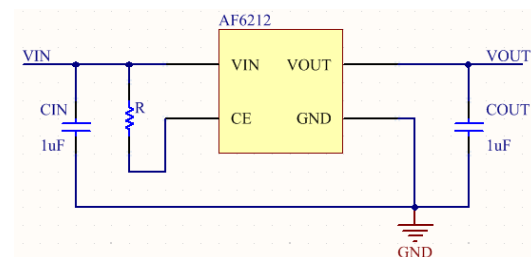 AF6212
VIN
VIN
VOUT
VOUT
CIN
R
CE
GND
COUT
1uF
1uF
GND